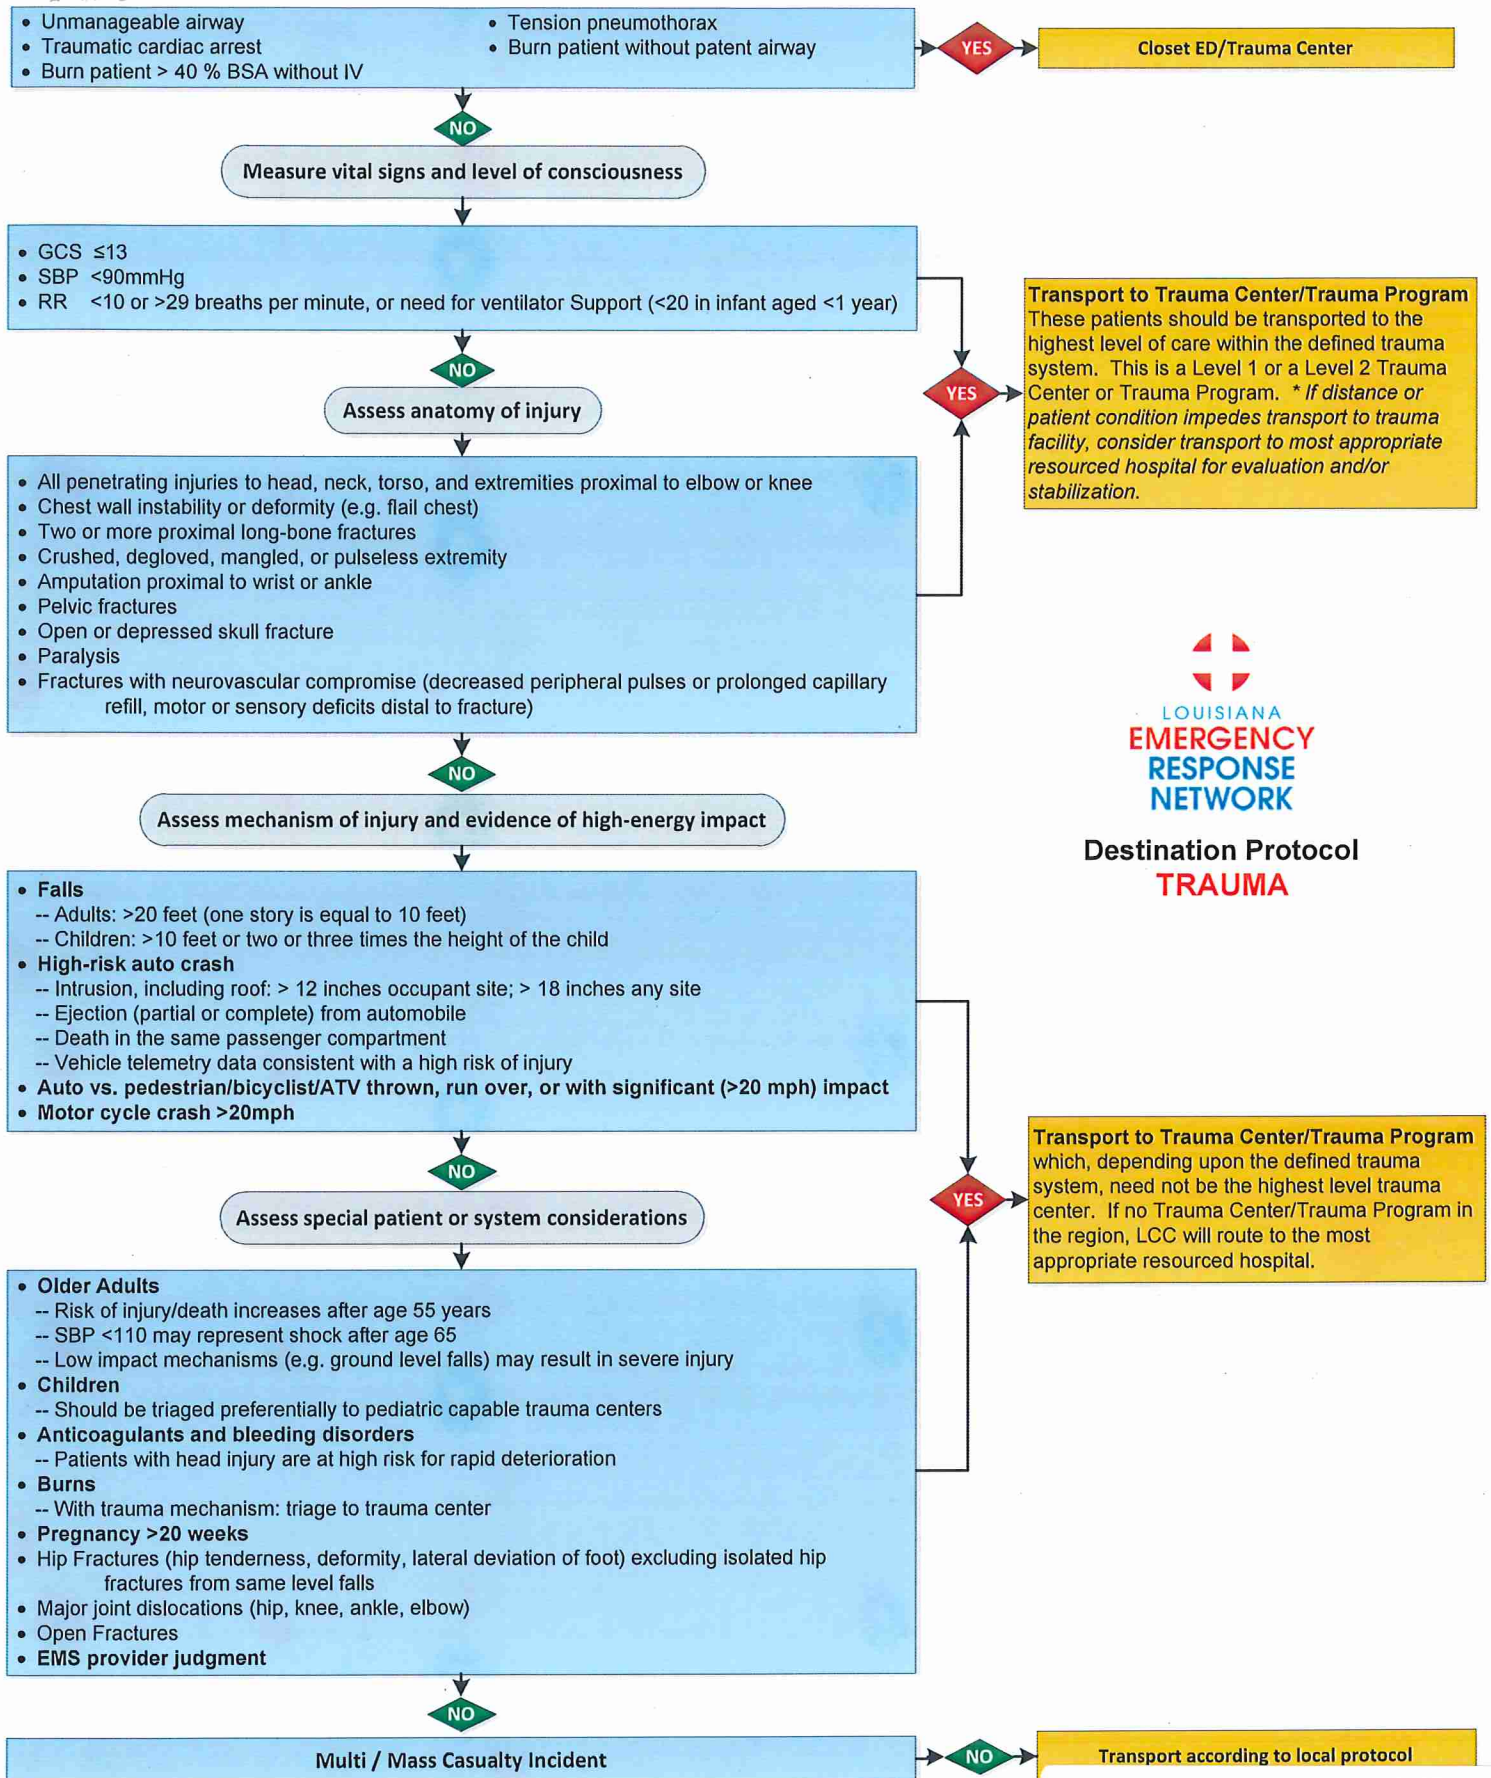 • Unmanageable airway
• Traumatic cardiac arrest
• Burn patient > 40 % BSA without IV
• Tension pneumothorax
• Burn patient without patent airway
YES
Closet ED/Trauma Center
NO
Measure vital signs and level of consciousness
• GCS ≤13
• SBP <90mmHg
• RR <10 or >29 breaths per minute, or need for ventilator Support (<20 in infant aged <1 year)
NO
Assess anatomy of injury
• All penetrating injuries to head, neck, torso, and extremities proximal to elbow or knee
• Chest wall instability or deformity (e.g. flail chest)
• Two or more proximal long-bone fractures
• Crushed, degloved, mangled, or pulseless extremity
• Amputation proximal to wrist or ankle
• Pelvic fractures
• Open or depressed skull fracture
• Paralysis
• Fractures with neurovascular compromise (decreased peripheral pulses or prolonged capillary
refill, motor or sensory deficits distal to fracture)
YES
Transport to Trauma Center/Trauma Program
These patients should be transported to the
highest level of care within the defined trauma
system. This is a Level 1 or a Level 2 Trauma
Center or Trauma Program. * If distance or
patient condition impedes transport to trauma
facility, consider transport to most appropriate
resourced hospital for evaluation and/or
stabilization.
LOUISIANA
EMERGENCY
RESPONSE
NETWORK
Destination Protocol
TRAUMA
NO
Assess mechanism of injury and evidence of high-energy impact
• Falls
-- Adults: >20 feet (one story is equal to 10 feet)
-- Children: >10 feet or two or three times the height of the child
• High-risk auto crash
-- Intrusion, including roof: > 12 inches occupant site; > 18 inches any site
-- Ejection (partial or complete) from automobile
-- Death in the same passenger compartment
-- Vehicle telemetry data consistent with a high risk of injury
• Auto vs. pedestrian/bicyclist/ATV thrown, run over, or with significant (>20 mph) impact
• Motor cycle crash >20mph
NO
Assess special patient or system considerations
• Older Adults
-- Risk of injury/death increases after age 55 years
-- SBP <110 may represent shock after age 65
-- Low impact mechanisms (e.g. ground level falls) may result in severe injury
• Children
-- Should be triaged preferentially to pediatric capable trauma centers
• Anticoagulants and bleeding disorders
-- Patients with head injury are at high risk for rapid deterioration
• Burns
-- With trauma mechanism: triage to trauma center
• Pregnancy >20 weeks
• Hip Fractures (hip tenderness, deformity, lateral deviation of foot) excluding isolated hip
fractures from same level falls
• Major joint dislocations (hip, knee, ankle, elbow)
• Open Fractures
• EMS provider judgment
YES
Transport to Trauma Center/Trauma Program
which, depending upon the defined trauma
system, need not be the highest level trauma
center. If no Trauma Center/Trauma Program in
the region, LCC will route to the most
appropriate resourced hospital.
NO
Multi / Mass Casualty Incident
NO
Transport according to local protocol